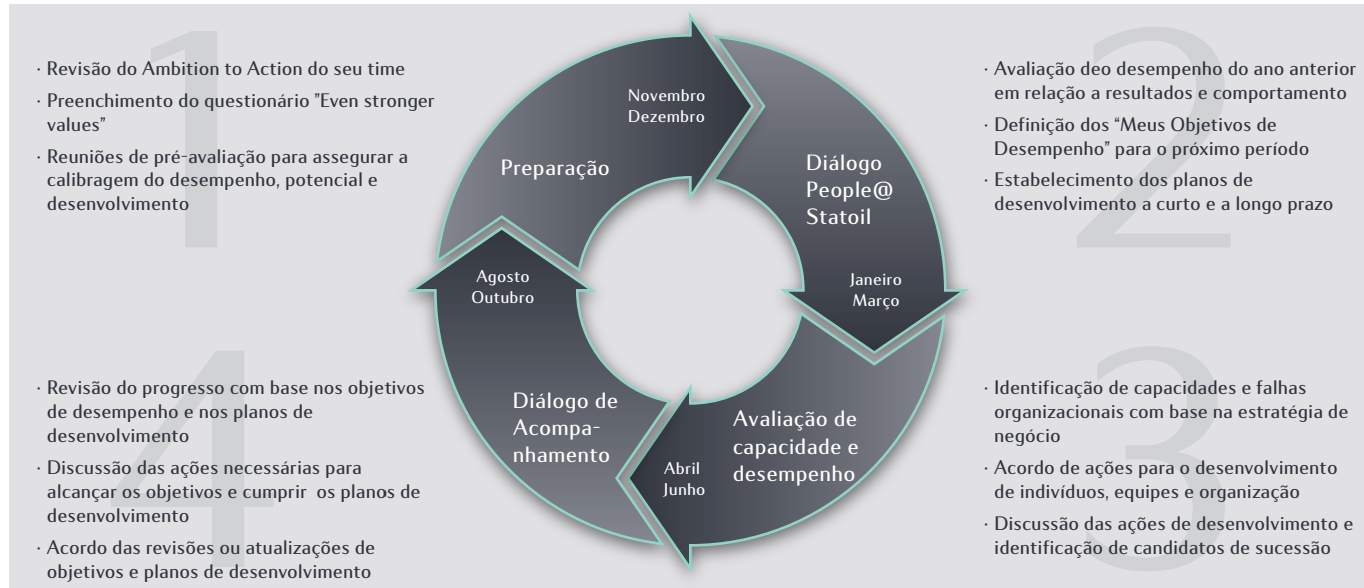 1
· Revisão do Ambition to Action do seu time
· Preenchimento do questionário ”Even stronger
values”
· Reuniões de pré-avaliação para assegurar a
calibragem do desempenho, potencial e
desenvolvimento
Novembro
Dezembro
Preparação
2
· Avaliação deo desempenho do ano anterior
em relação a resultados e comportamento
· Definição dos “Meus Objetivos de
Desempenho” para o próximo período
· Estabelecimento dos planos de
desenvolvimento a curto e a longo prazo
Diálogo
People@
Statoil
Janeiro
Março
3
· Identificação de capacidades e falhas
organizacionais com base na estratégia de
negócio
· Acordo de ações para o desenvolvimento
de indivíduos, equipes e organização
· Discussão das ações de desenvolvimento e
identificação de candidatos de sucessão
Avaliação de
capacidade e
desempenho
Abril
Junho
4
· Revisão do progresso com base nos objetivos
de desempenho e nos planos de
desenvolvimento
· Discussão das ações necessárias para
alcançar os objetivos e cumprir os planos de
desenvolvimento
· Acordo das revisões ou atualizações de
objetivos e planos de desenvolvimento
Diálogo de
Acompa-
nhamento
Agosto
Outubro